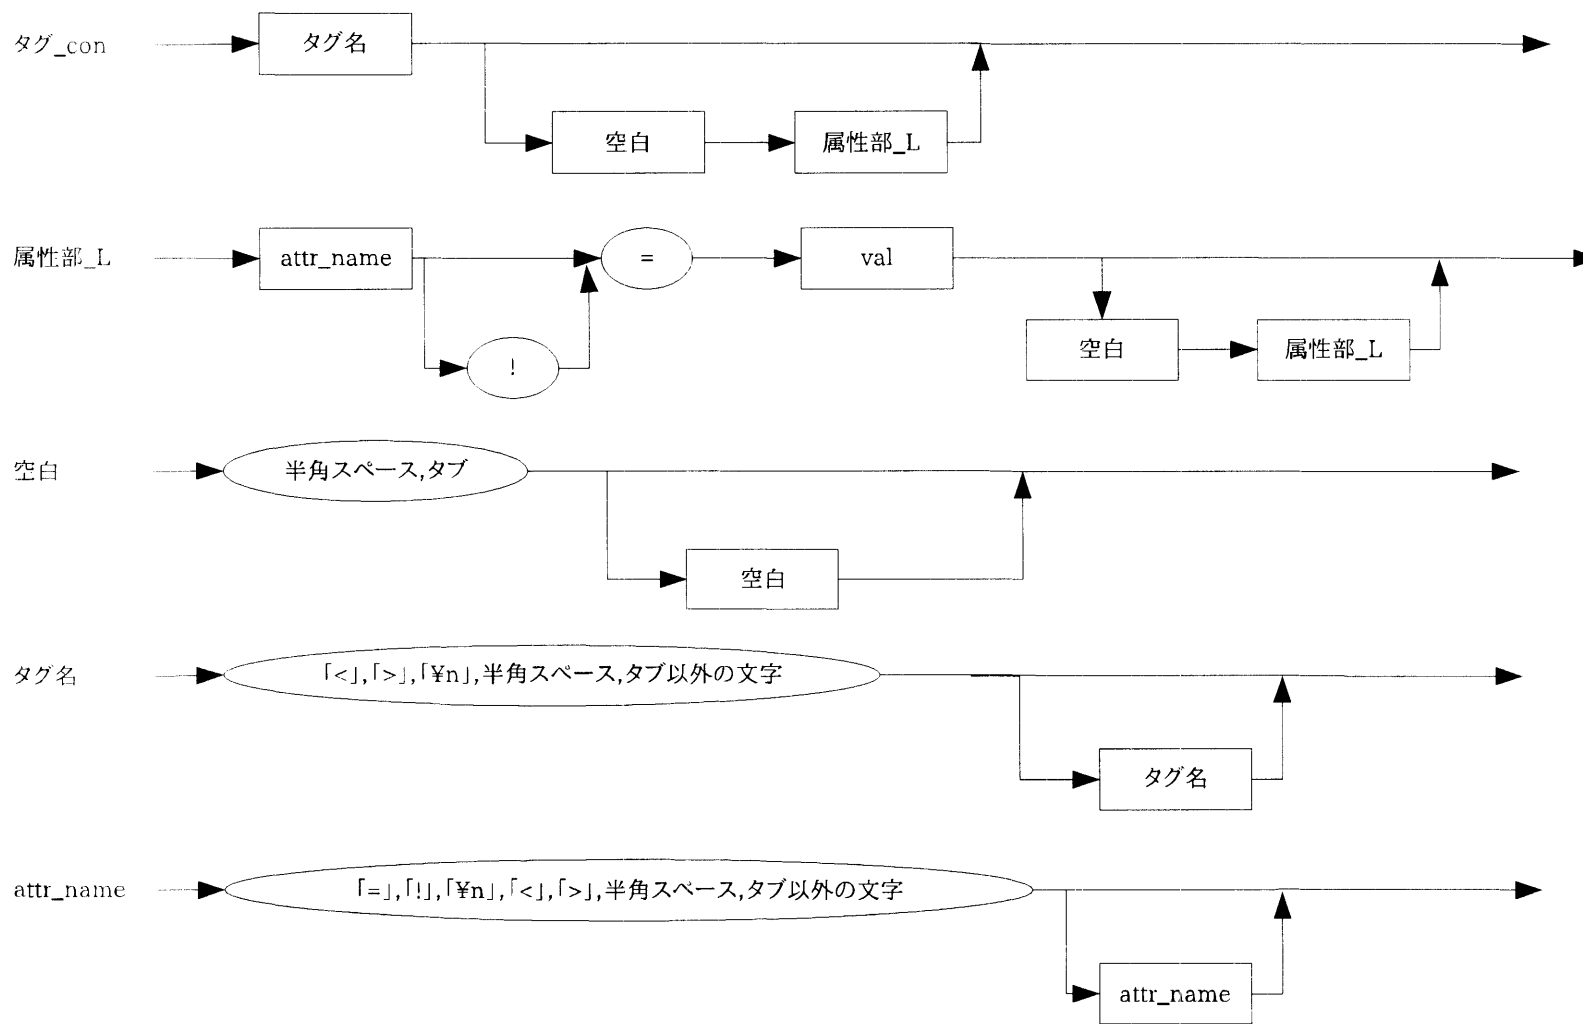 タグ_con タグ名
空白 属性部_L
属性部_L attr_name = val
! 空白 属性部_L
空白 半角スペース,タブ
空白
タグ名 「<」,「>」,「¥n」,半角スペース,タブ以外の文字
タグ名
attr_name 「=」,「!」,「¥n」,「<」,「>」,半角スペース,タブ以外の文字
attr_name